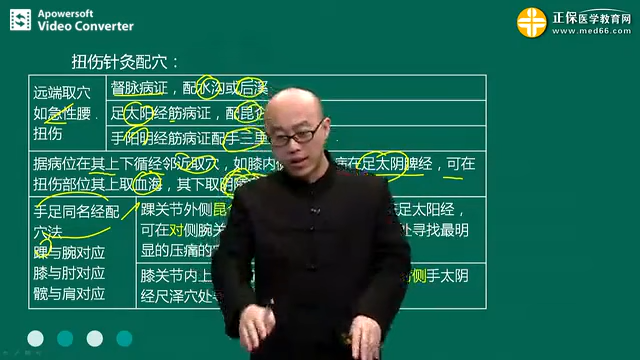 Apowersoft
Video Converter
正保医学教育网
www.med66.com
扭伤针灸配穴：
远端取穴
如急性腰
扭伤
督脉病证，配水沟或后溪
足太阳经筋病证，配昆仑
手阳明经筋病证配手三里
据病位在其上下循经邻近取穴，如膝内 病在足太阴脾经，可在
扭伤部位其上取血海，其下取阴陵
手足同名经配
穴法
踝与腕对应
膝与肘对应
髋与肩对应
踝关节外侧昆 足太阳经，
可在对侧腕关 处寻找最明
显的压痛的
膝关节内上 侧手太阴
经尺泽穴处